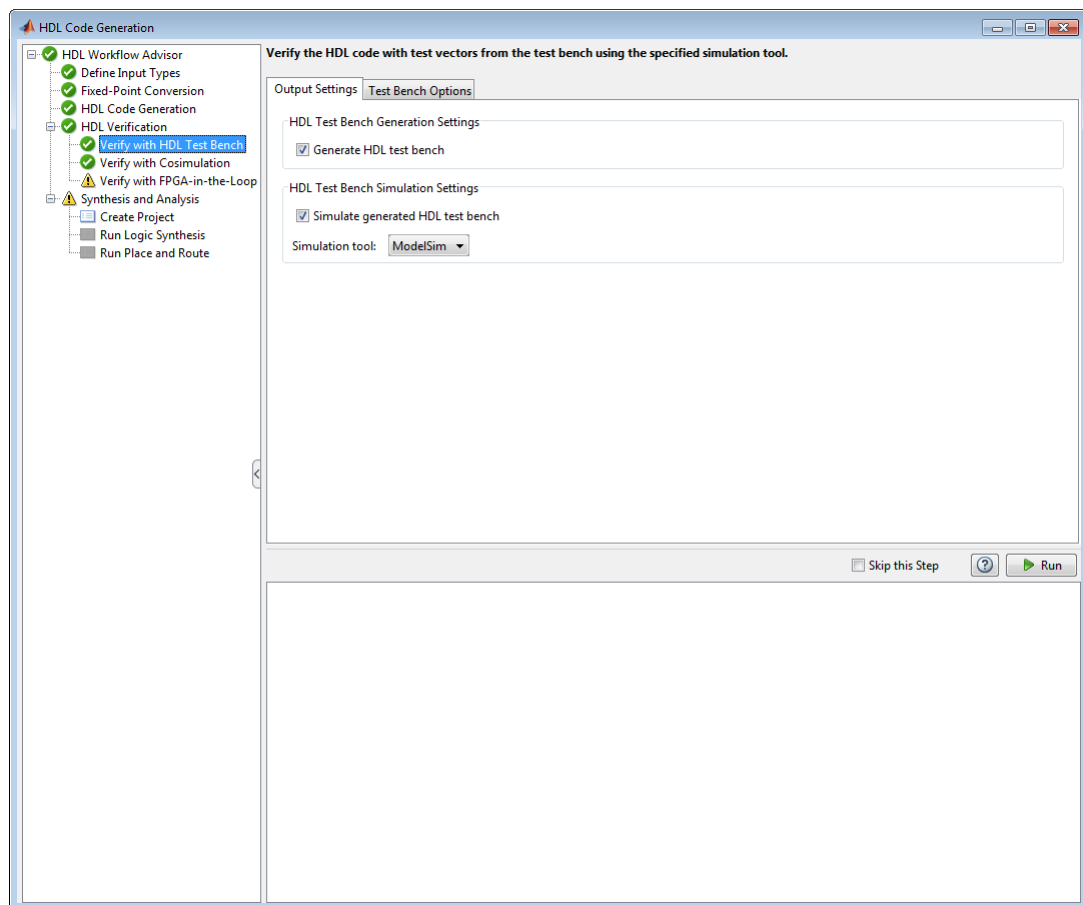 HDL Code Generation
HDL Workflow Advisor
Define Input Types
Fixed-Point Conversion
HDL Code Generation
HDL Verification
Verify with HDL Test Bench
Verify with Cosimulation
Verify with FPGA-in-the-Loop
Synthesis and Analysis
Create Project
Run Logic Synthesis
Run Place and Route
Verify the HDL code with test vectors from the test bench using the specified simulation tool.
Output Settings Test Bench Options
HDL Test Bench Generation Settings
Generate HDL test bench
HDL Test Bench Simulation Settings
Simulate generated HDL test bench
Simulation tool: ModelSim
Skip this Step ? Run